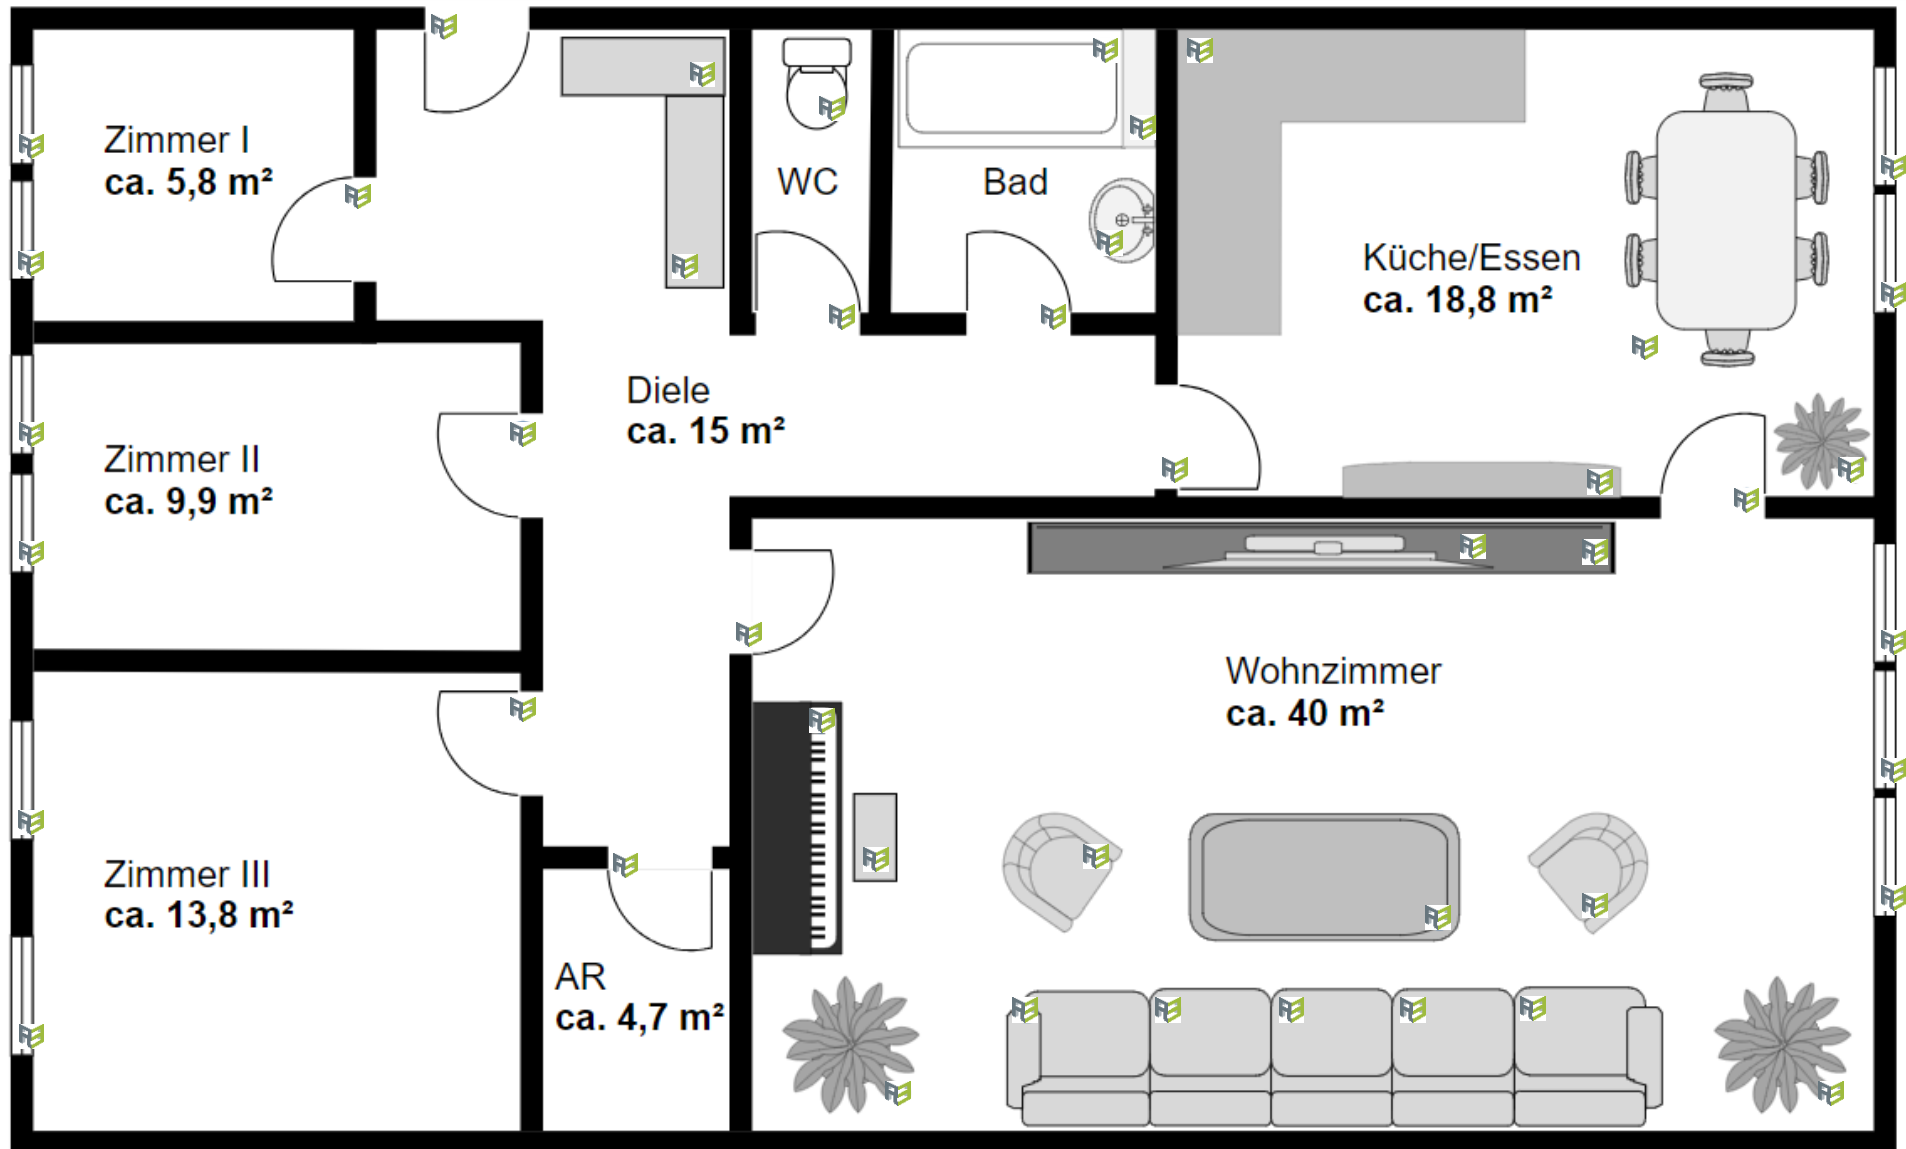 Zimmer I
ca. 5,8 m²
WC
Bad
Küche/Essen
ca. 18,8 m²
Diele
ca. 15 m²
Zimmer II
ca. 9,9 m²
Wohnzimmer
ca. 40 m²
Zimmer III
ca. 13,8 m²
AR
ca. 4,7 m²